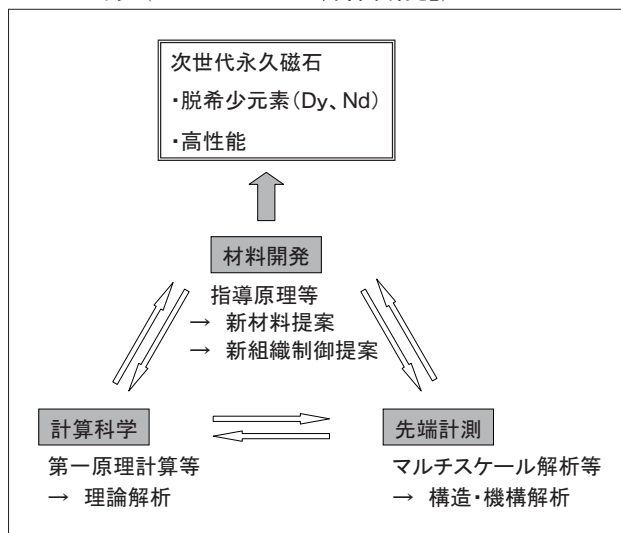 次世代永久磁石
・脱希少元素(Dy、Nd)
・高性能
材料開発
指導原理等
→ 新材料提案
→ 新組織制御提案
計算科学
第一原理計算等
→ 理論解析
先端計測
マルチスケール解析等
→ 構造・機構解析